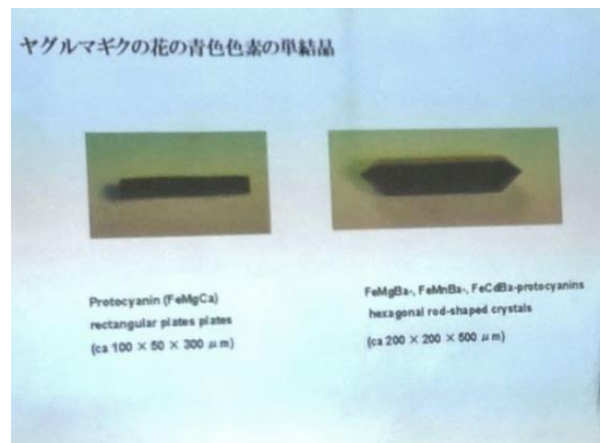 ヤグルマギクの花の青色色素の単結晶
Protocyanin (FeMgCa)
rectangular plates plates
(ca 100 × 50 × 300 μm)
FeMgBa-, FeMnBa-, FeCdBa-protocyanins
hexagonal rod-shaped crystals
(ca 200 × 200 × 500 μm)